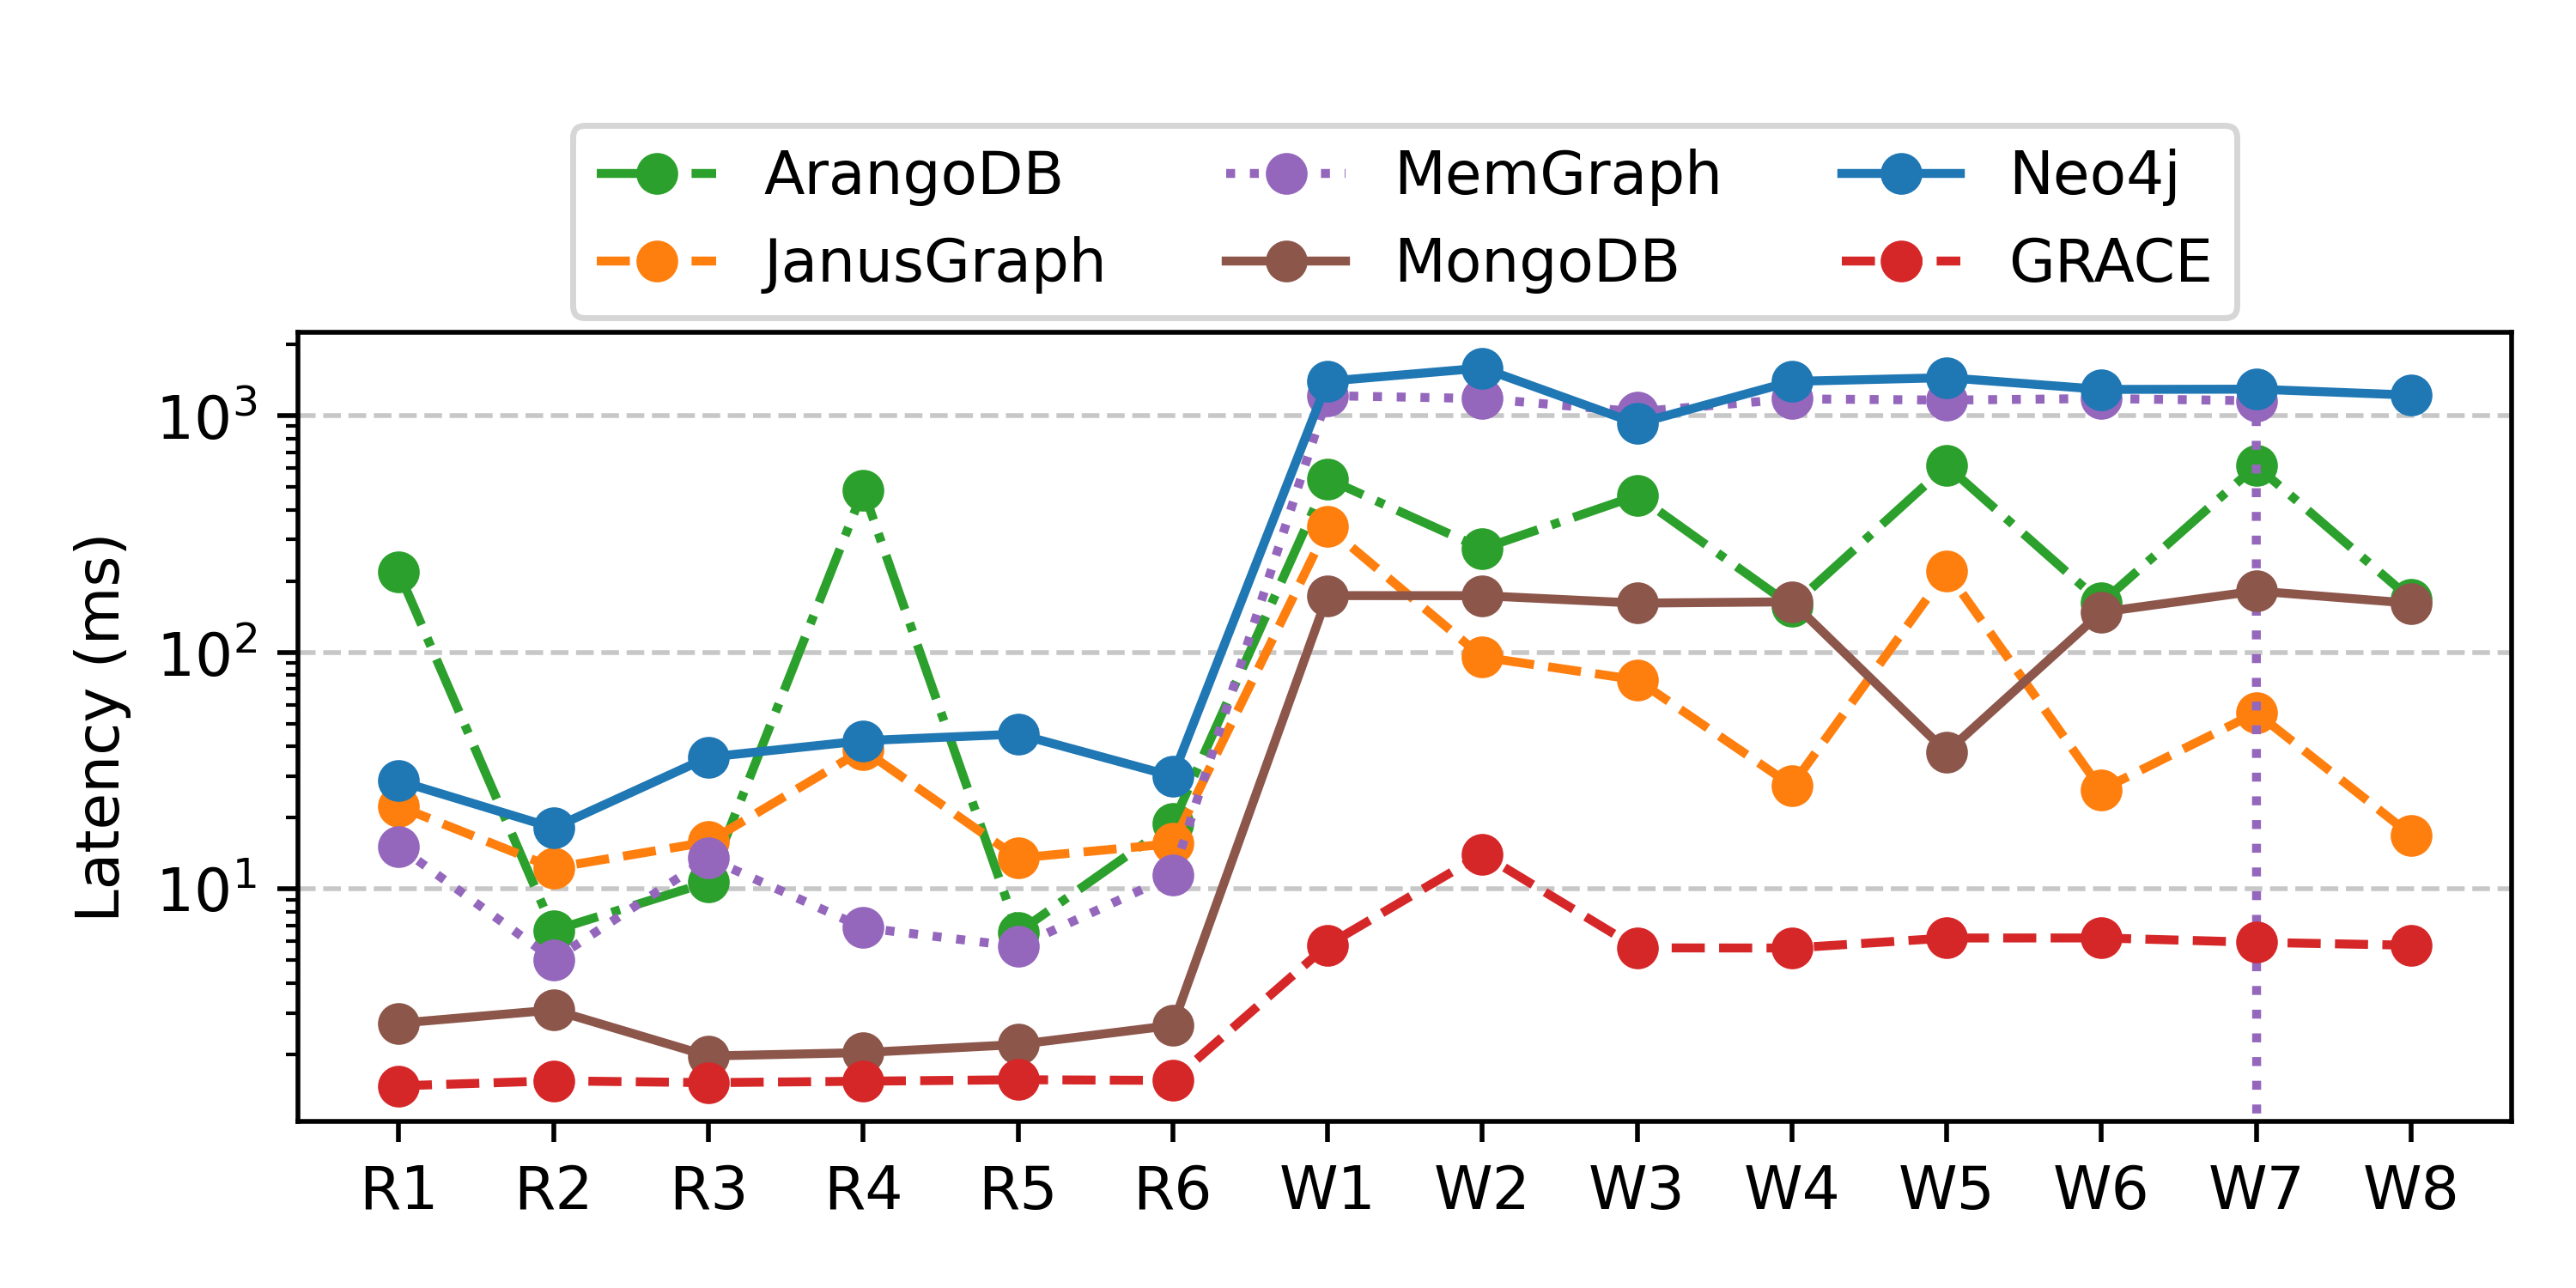 ArangoDB MemGraph Neo4j
JanusGraph MongoDB GRACE
Latency (ms)
10³
10²
10¹
R1 R2 R3 R4 R5 R6 W1 W2 W3 W4 W5 W6 W7 W8